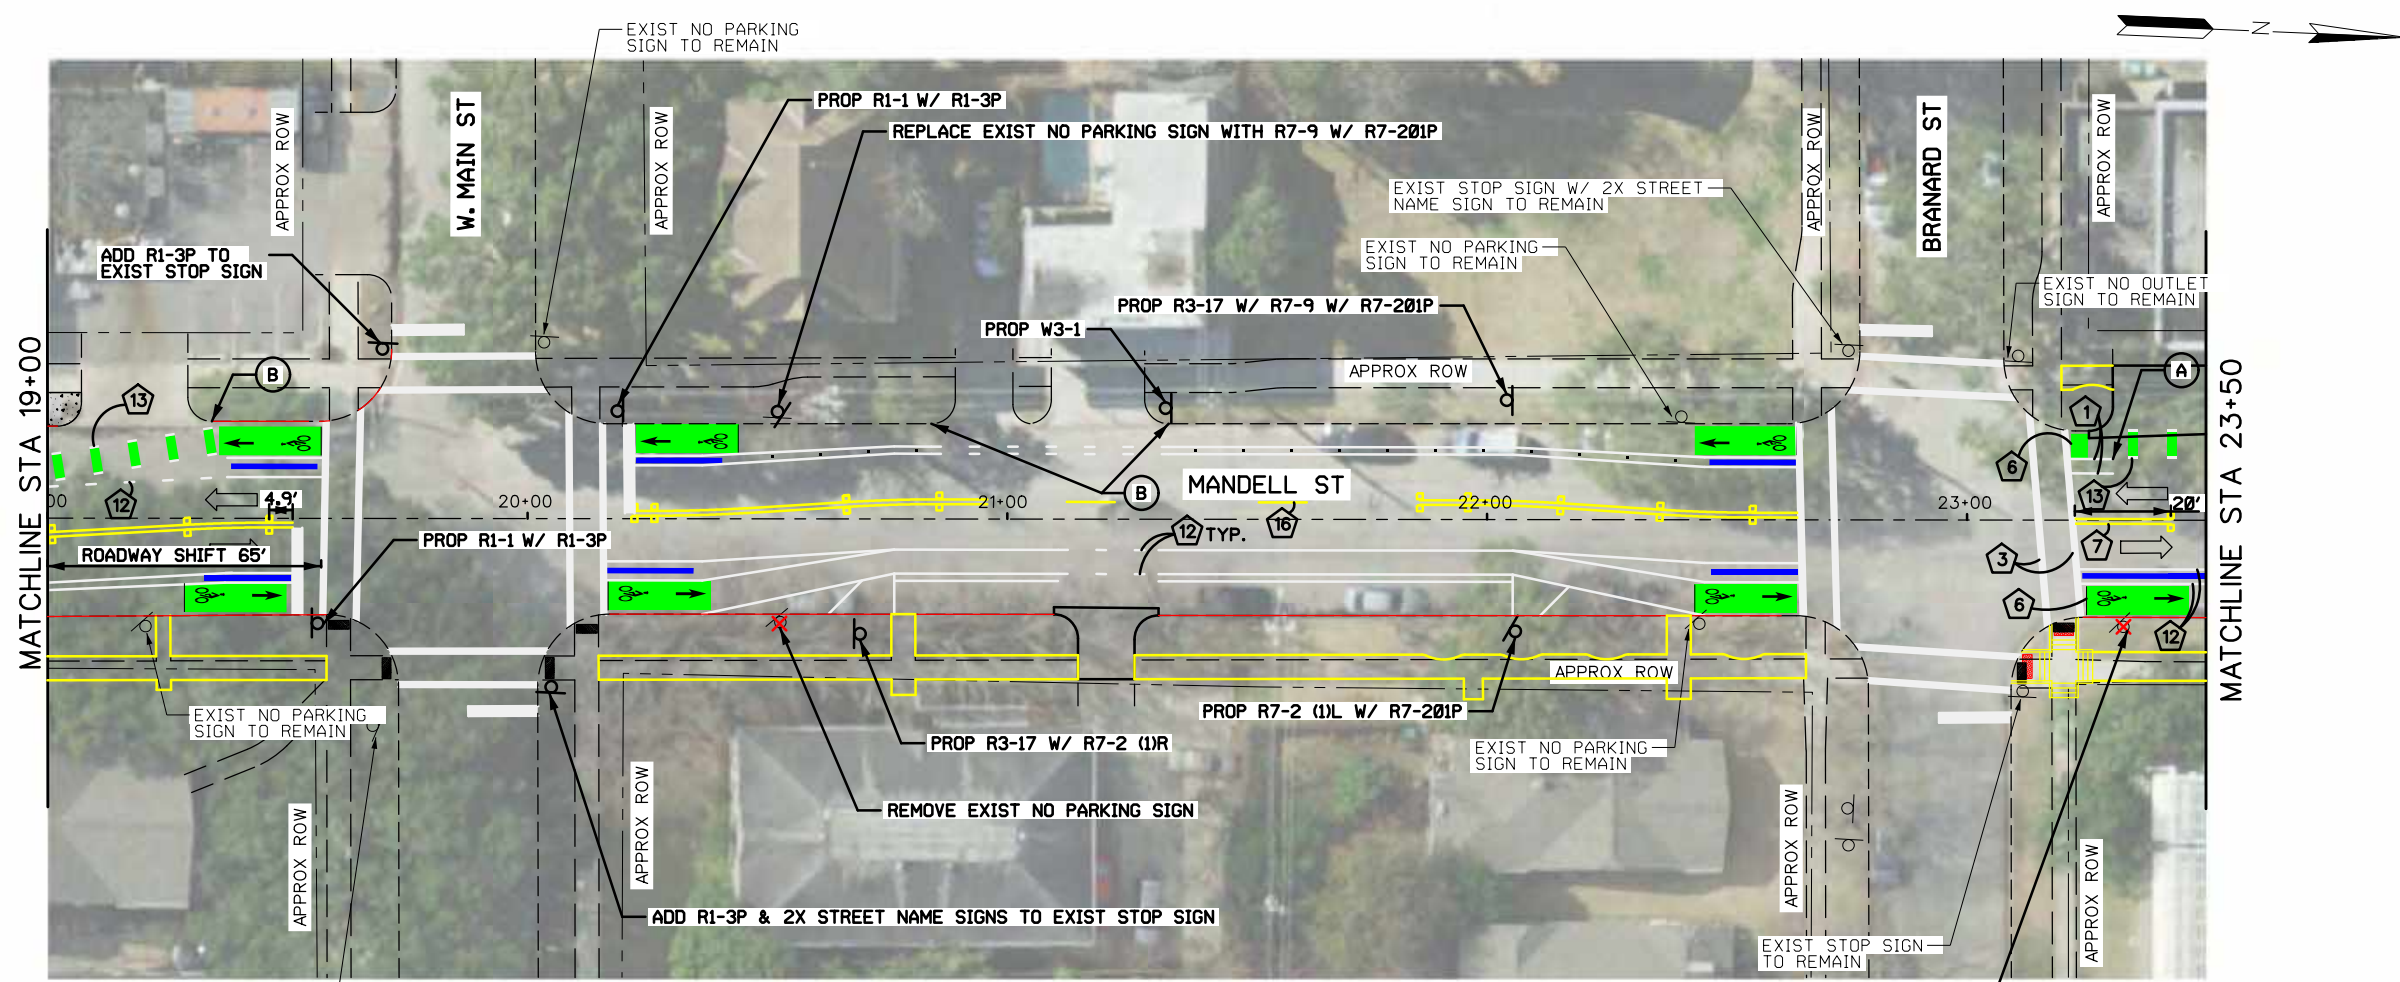 N
EXIST NO PARKING
SIGN TO REMAIN
PROP R1-1 W/ R1-3P
REPLACE EXIST NO PARKING SIGN WITH R7-9 W/ R7-201P
APPROX ROW
W. MAIN ST
APPROX ROW
APPROX ROW
BRANARD ST
APPROX ROW
EXIST STOP SIGN W/ 2X STREET
NAME SIGN TO REMAIN
EXIST NO PARKING
SIGN TO REMAIN
ADD R1-3P TO
EXIST STOP SIGN
EXIST NO OUTLET
SIGN TO REMAIN
PROP R3-17 W/ R7-9 W/ R7-201P
PROP W3-1
MATCHLINE STA 19+00
MATCHLINE STA 23+50
B
A
APPROX ROW
13
1
6
MANDELL ST
B
12
00
4.9'
20+00
21+00
22+00
23+00
13
20'
16
12
TYP.
PROP R1-1 W/ R1-3P
ROADWAY SHIFT 65'
3
7
6
12
APPROX ROW
EXIST NO PARKING
SIGN TO REMAIN
PROP R7-2 (1)L W/ R7-201P
PROP R3-17 W/ R7-2 (1)R
EXIST NO PARKING
SIGN TO REMAIN
REMOVE EXIST NO PARKING SIGN
APPROX ROW
APPROX ROW
APPROX ROW
APPROX ROW
ADD R1-3P & 2X STREET NAME SIGNS TO EXIST STOP SIGN
EXIST STOP SIGN
TO REMAIN